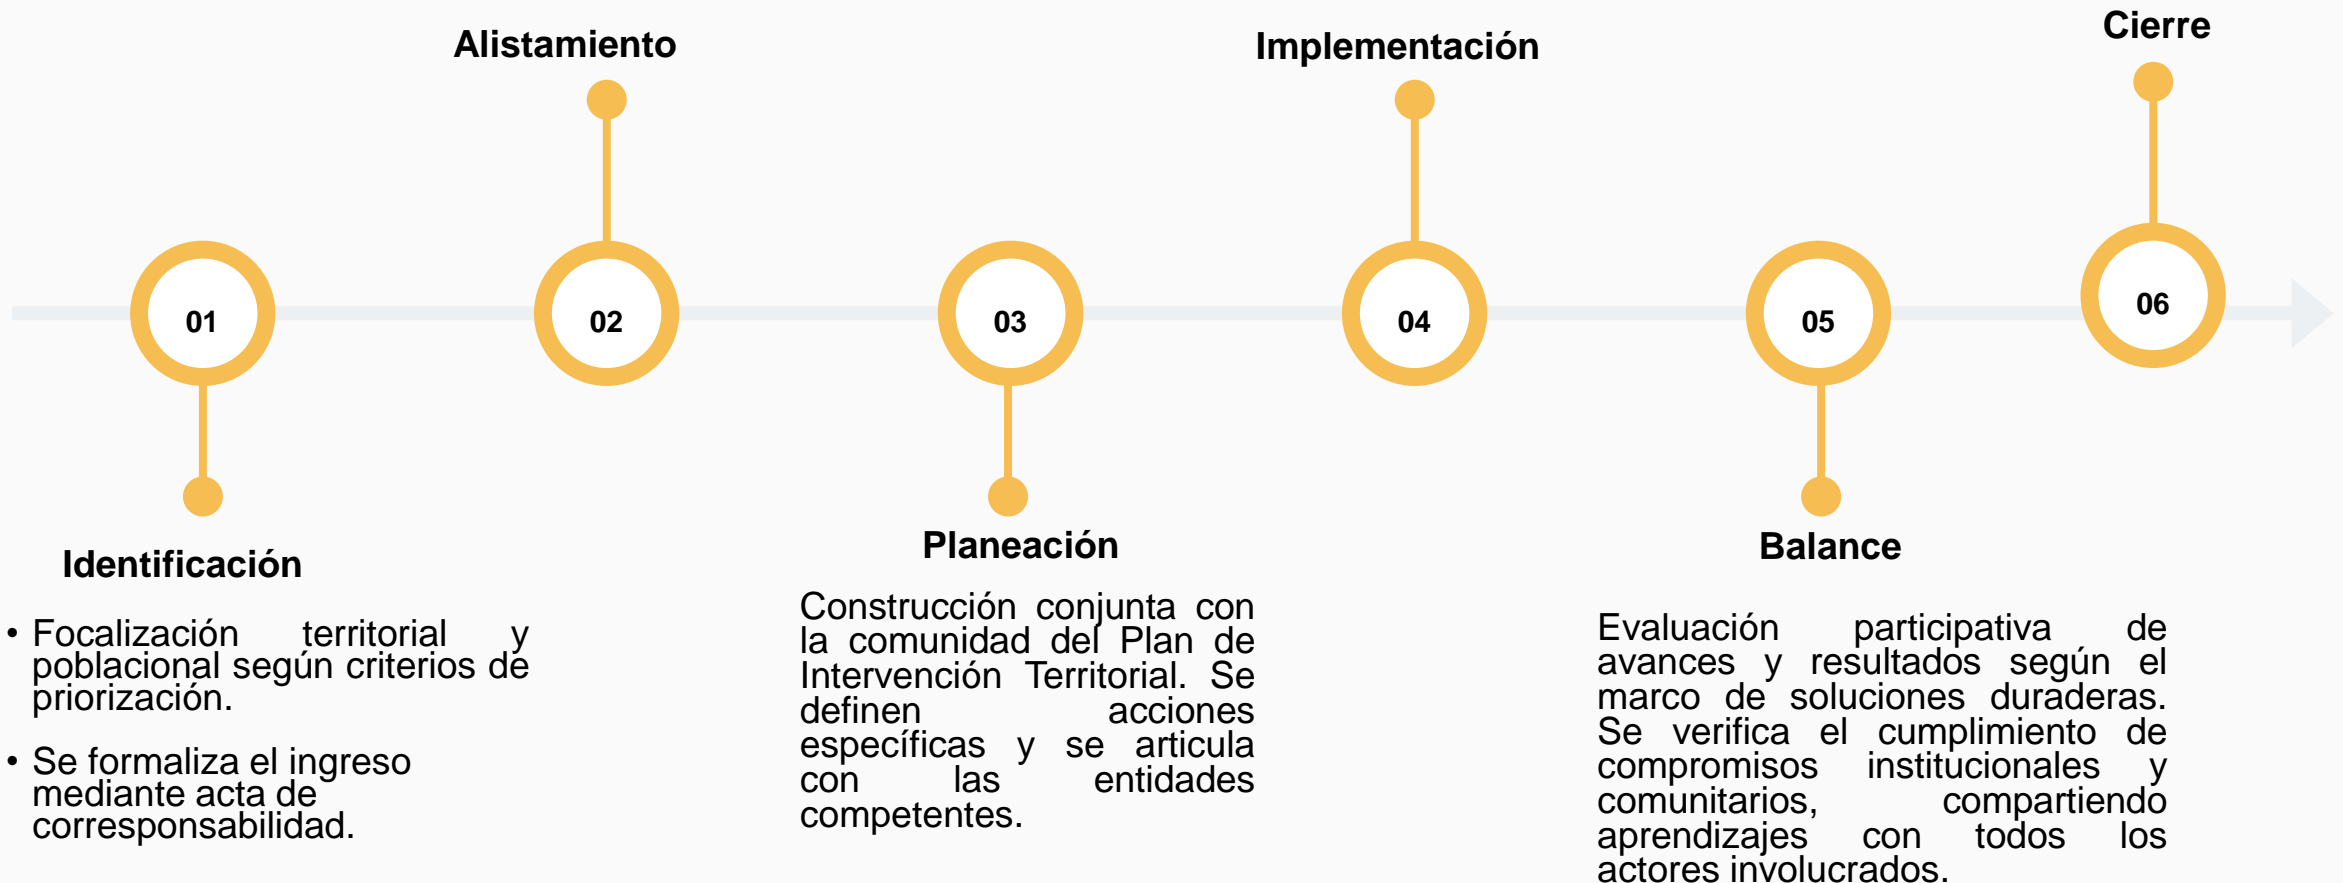 Alistamiento
Implementación
Cierre
01
02
03
04
05
06
Identificación
• Focalización territorial y
poblacional según criterios de
priorización.
• Se formaliza el ingreso
mediante acta de
corresponsabilidad.
Planeación
Construcción conjunta con
la comunidad del Plan de
Intervención Territorial. Se
definen acciones
específicas y se articula
con las entidades
competentes.
Balance
Evaluación participativa de
avances y resultados según el
marco de soluciones duraderas.
Se verifica el cumplimiento de
compromisos institucionales y
comunitarios, compartiendo
aprendizajes con todos los
actores involucrados.